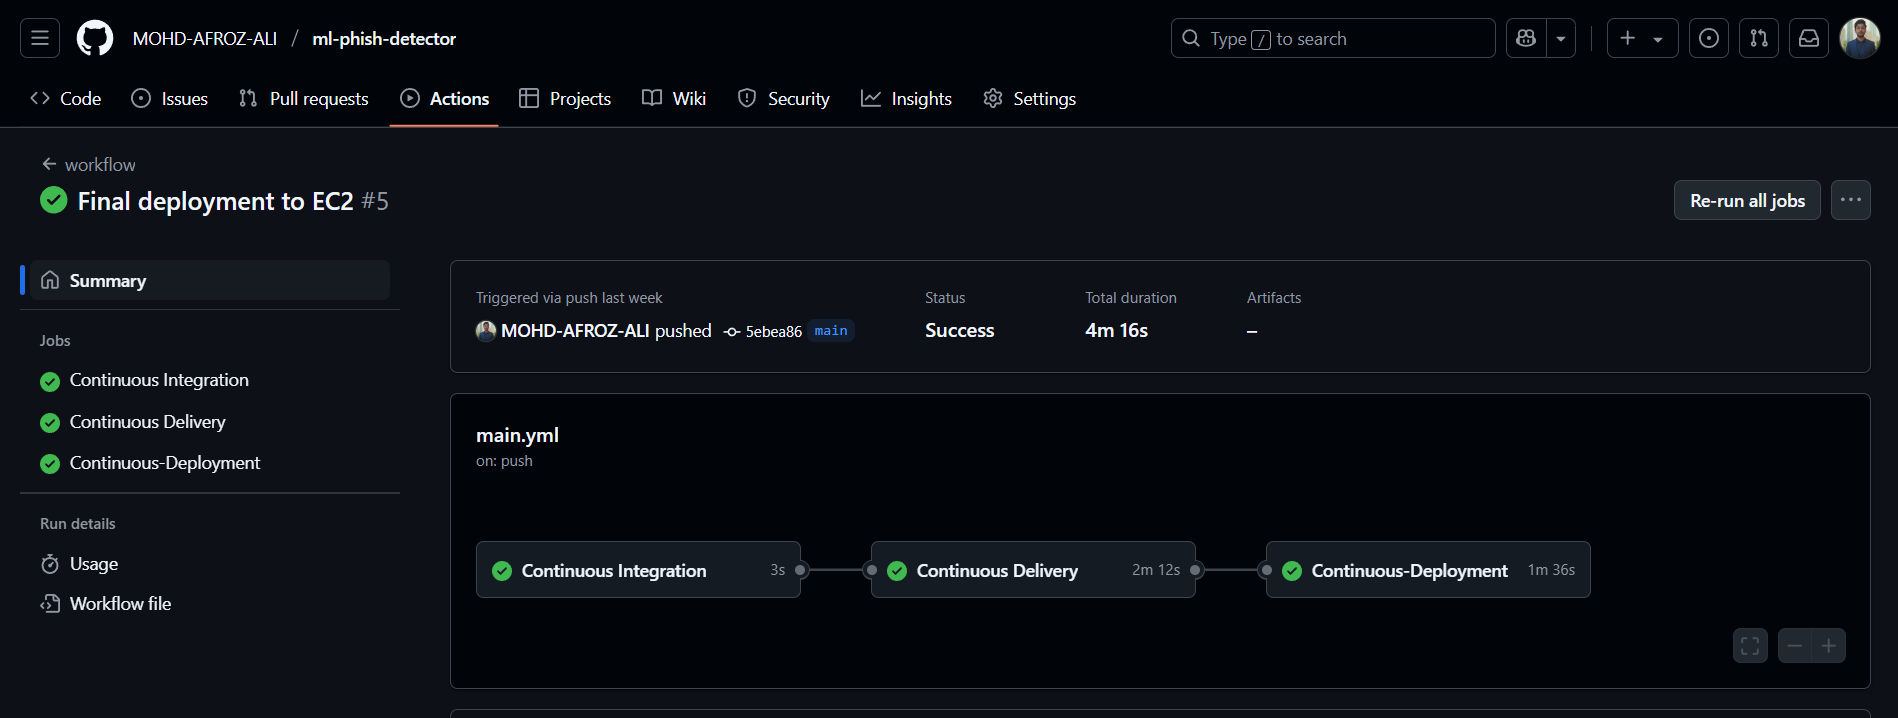 MOHD-AFROZ-ALI / ml-phish-detector
Type / to search
Code Issues Pull requests Actions Projects Wiki Security Insights Settings
workflow
Final deployment to EC2 #5
Re-run all jobs
Summary
Jobs
Continuous Integration
Continuous Delivery
Continuous-Deployment
Run details
Usage
Workflow file
Triggered via push last week
MOHD-AFROZ-ALI pushed 5ebea86 main
Status
Success
Total duration
4m 16s
Artifacts
–
main.yml
on: push
Continuous Integration 3s
Continuous Delivery 2m 12s
Continuous-Deployment 1m 36s